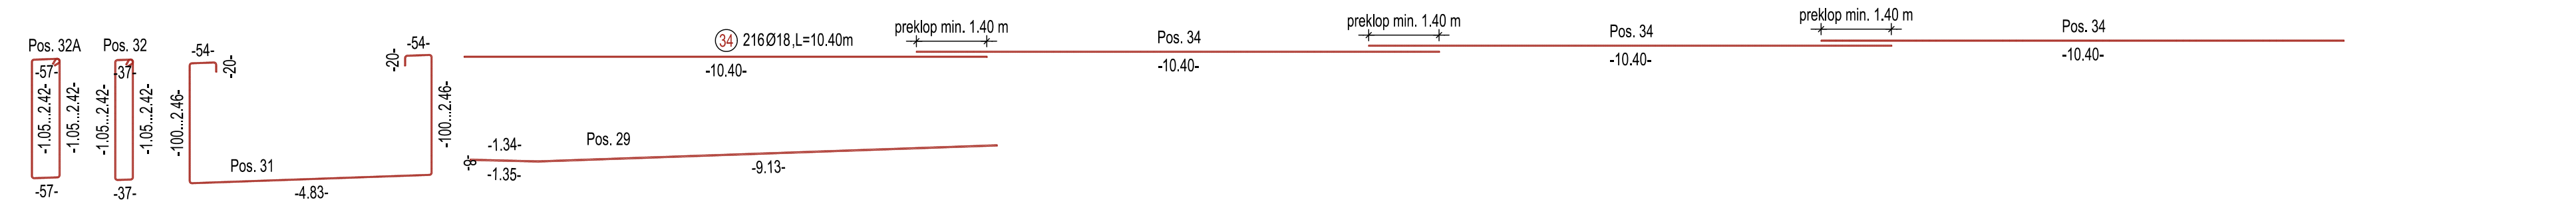 Pos. 32A
-57-
-1.05...2.42-
-1.05...2.42-
-57-
Pos. 32
-37-
-1.05...2.42-
-1.05...2.42-
-37-
-54-
-20-
-100...2.46-
Pos. 31
-4.83-
-54-
-20-
-100...2.46-
34 216Ø18,L=10.40m
-10.40-
preklop min. 1.40 m
Pos. 34
-10.40-
preklop min. 1.40 m
Pos. 34
-10.40-
preklop min. 1.40 m
Pos. 34
-10.40-
-8-
-1.34-
-1.35-
Pos. 29
-9.13-